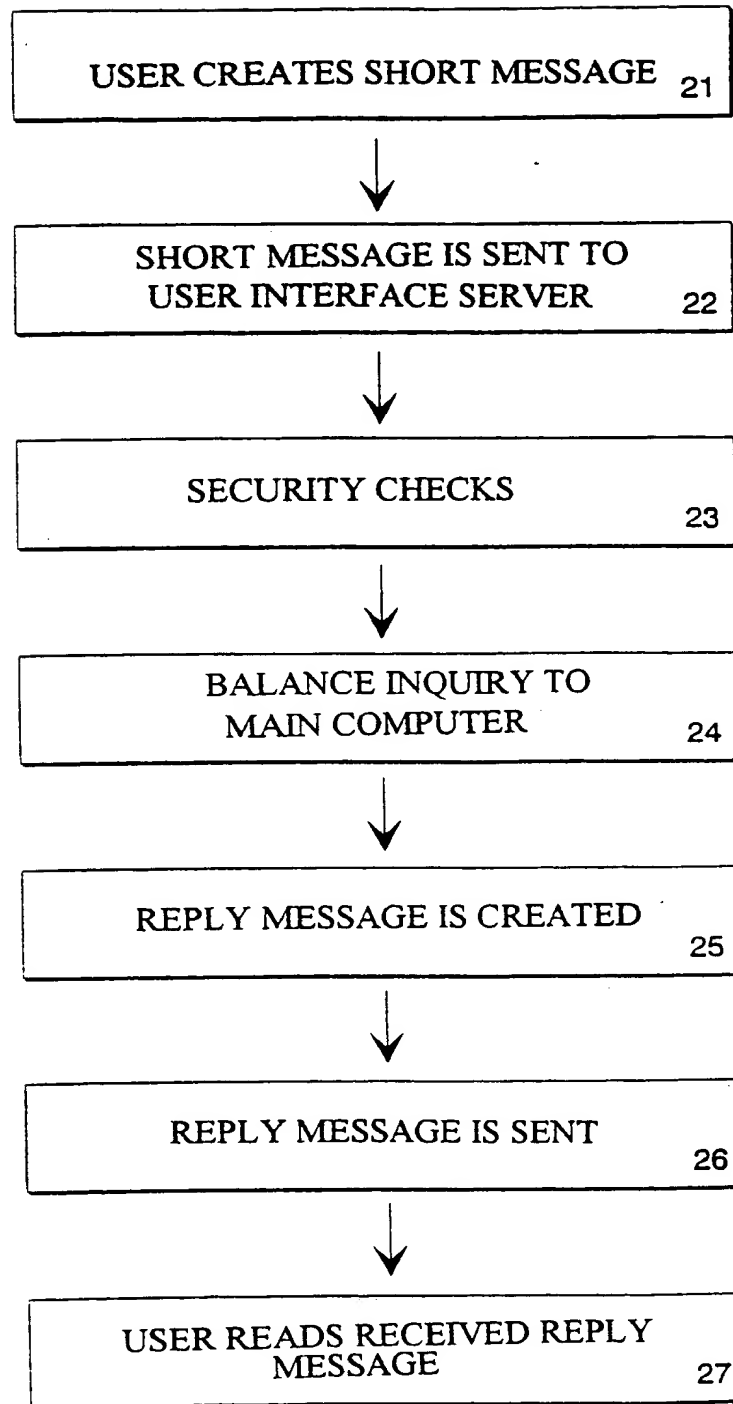 USER CREATES SHORT MESSAGE 21
SHORT MESSAGE IS SENT TO
USER INTERFACE SERVER 22
SECURITY CHECKS
23
BALANCE INQUIRY TO
MAIN COMPUTER 24
REPLY MESSAGE IS CREATED
25
REPLY MESSAGE IS SENT
26
USER READS RECEIVED REPLY
MESSAGE 27